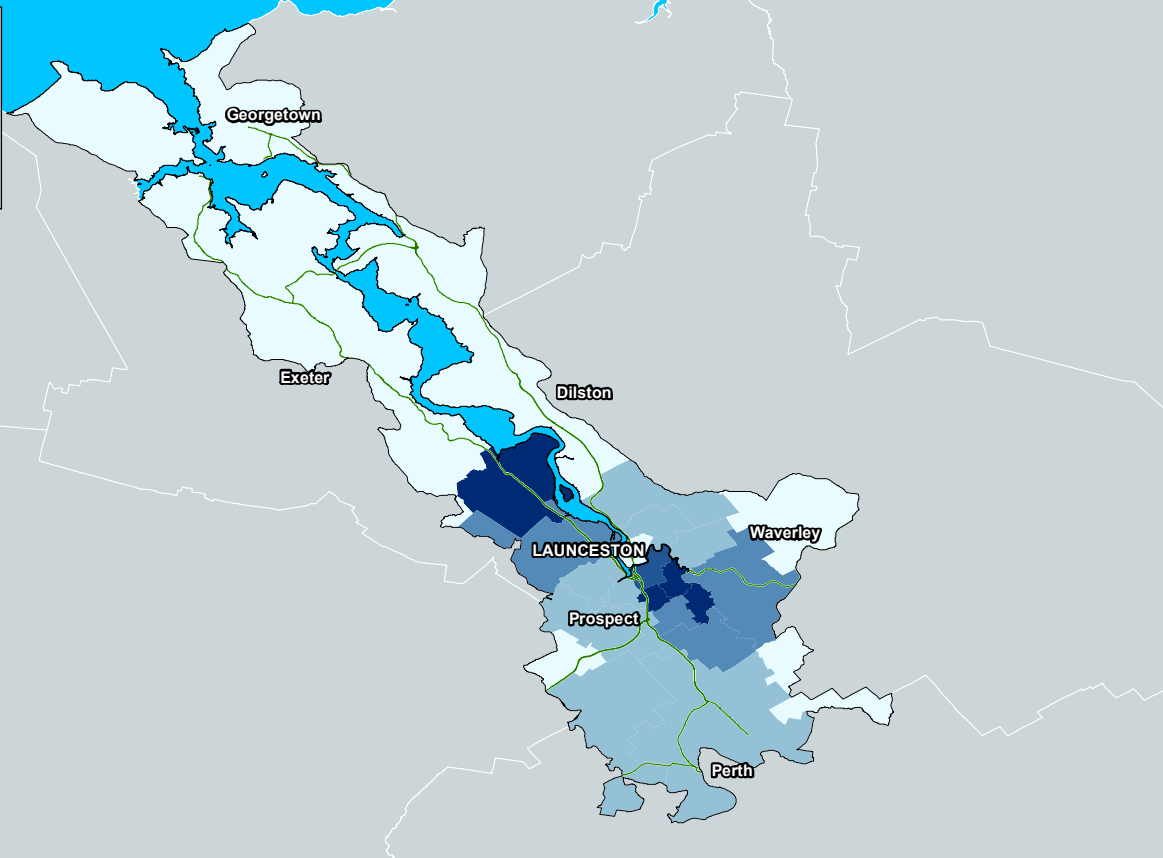 Georgetown
Exeter
Dilston
Waverley
LAUNCESTON
Prospect
Perth